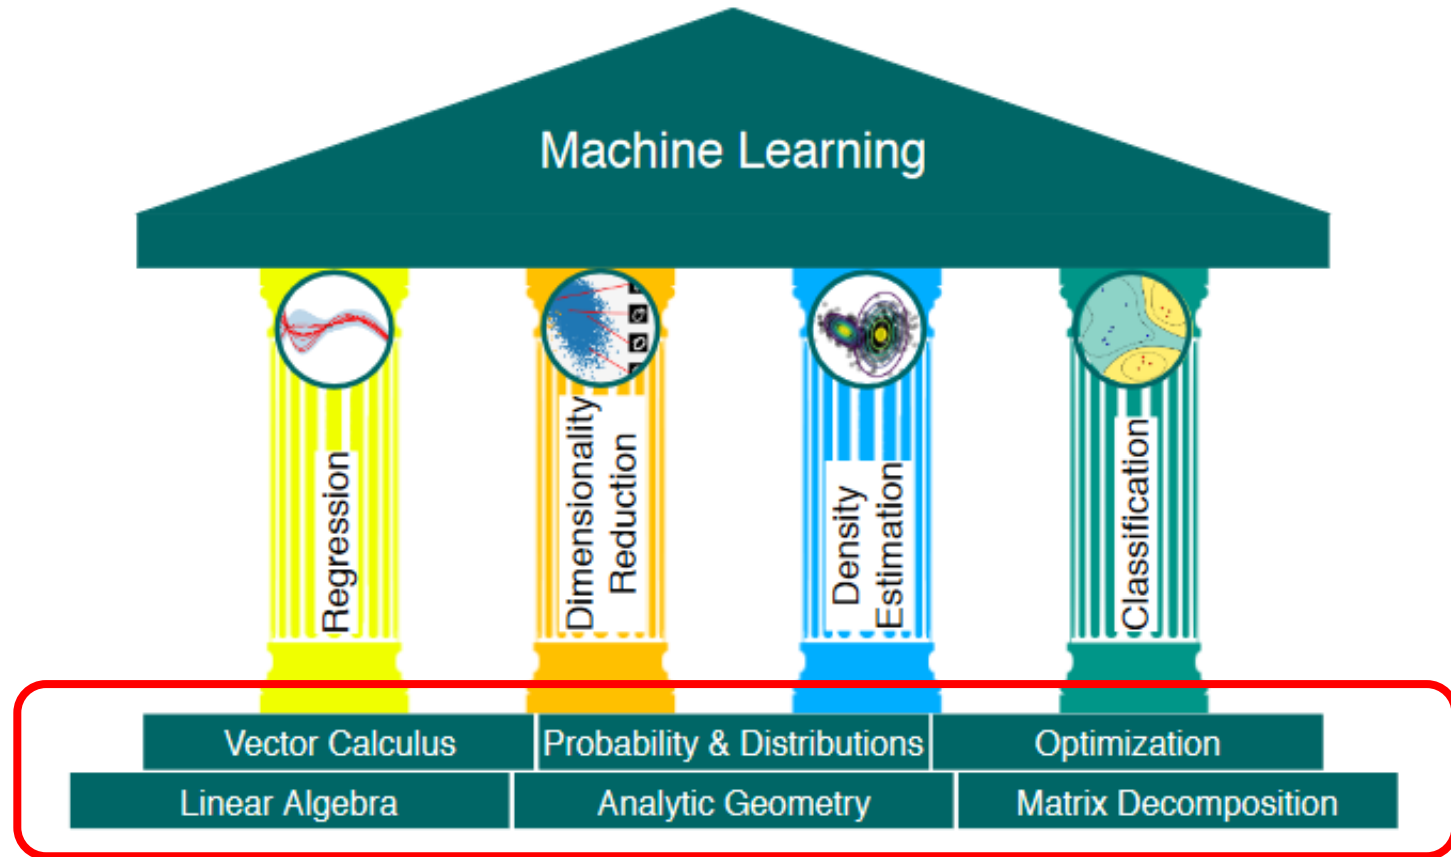 Machine Learning
Regression
Dimensionality
Reduction
Density
Estimation
Classification
Vector Calculus
Probability & Distributions
Optimization
Linear Algebra
Analytic Geometry
Matrix Decomposition